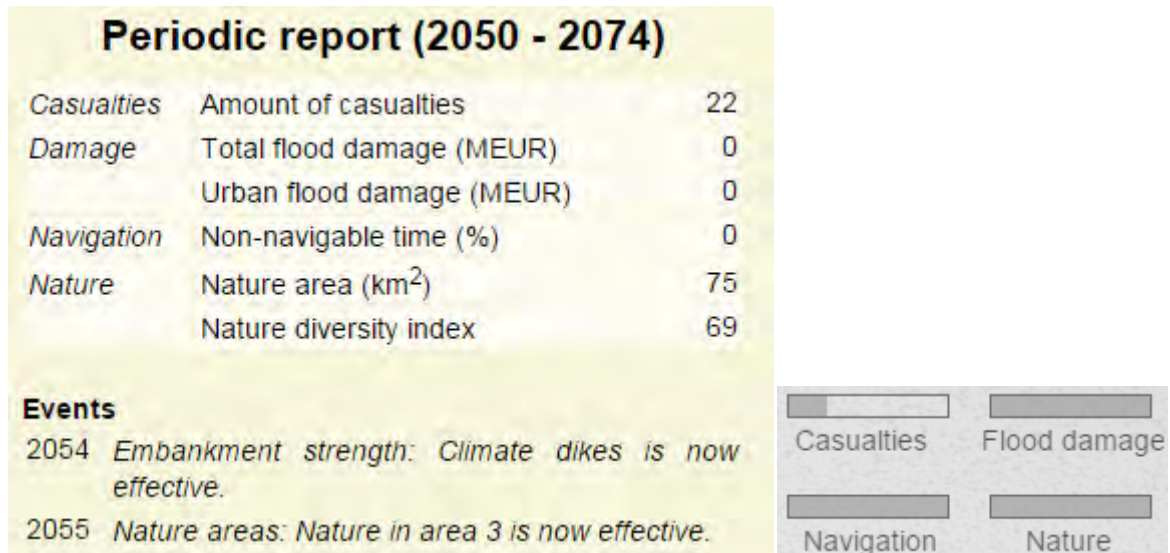 Periodic report (2050 - 2074)
Casualties Amount of casualties 22
Damage Total flood damage (MEUR) 0
Urban flood damage (MEUR) 0
Navigation Non-navigable time (%) 0
Nature Nature area (km²) 75
Nature diversity index 69
Events
2054 Embankment strength: Climate dikes is now
effective.
2055 Nature areas: Nature in area 3 is now effective.
Casualties Flood damage
Navigation Nature